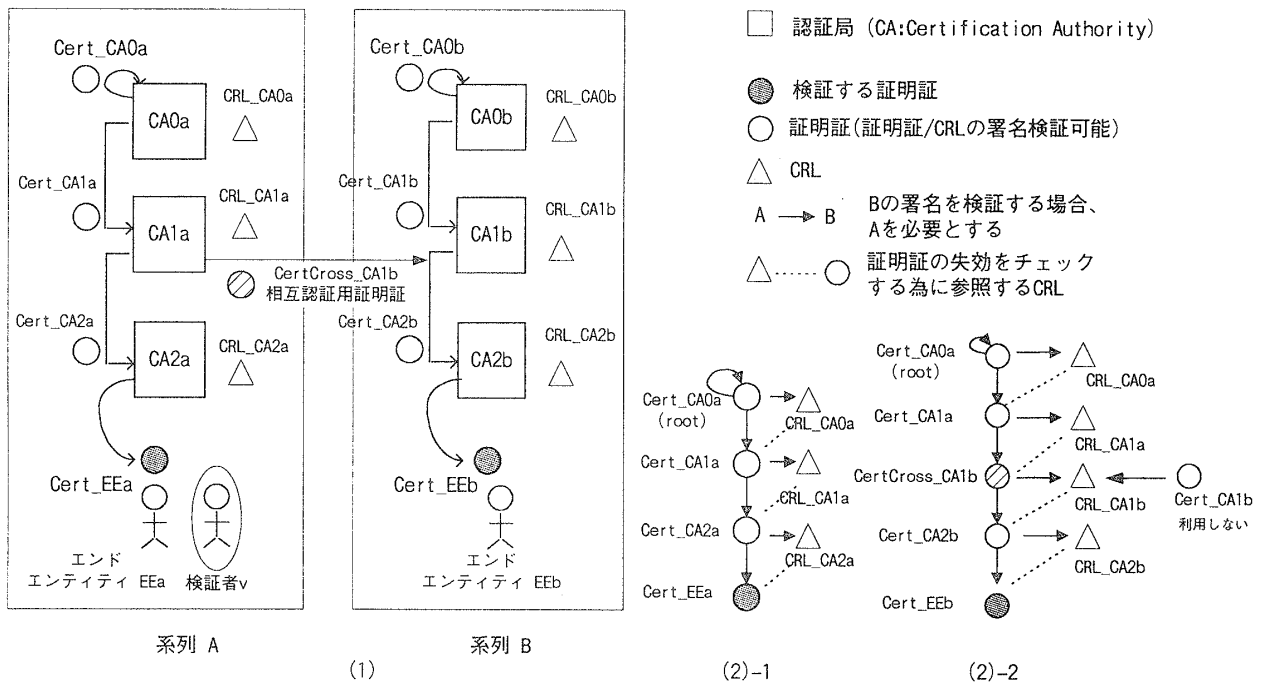 Cert_CA0a
CA0a
CRL_CA0a
Cert_CA1a
CA1a
CRL_CA1a
CertCross_CA1b
相互認証用証明証
Cert_CA2a
CA2a
CRL_CA2a
Cert_EEa
エンド
エンティティ EEa
検証者v
系列 A
Cert_CA0b
CA0b
CRL_CA0b
Cert_CA1b
CA1b
CRL_CA1b
Cert_CA2b
CA2b
CRL_CA2b
Cert_EEb
エンド
エンティティ EEb
系列 B
(1)
認証局 (CA:Certification Authority)
検証する証明証
証明証(証明証/CRLの署名検証可能)
CRL
A B
Bの署名を検証する場合、
Aを必要とする
証明証の失効をチェック
する為に参照するCRL
Cert_CA0a
(root)
CRL_CA0a
Cert_CA1a
CRL_CA1a
Cert_CA2a
CRL_CA2a
Cert_EEa
(2)-1
Cert_CA0a
(root)
CRL_CA0a
Cert_CA1a
CRL_CA1a
CertCross_CA1b
CRL_CA1b
Cert_CA1b
利用しない
Cert_CA2b
CRL_CA2b
Cert_EEb
(2)-2